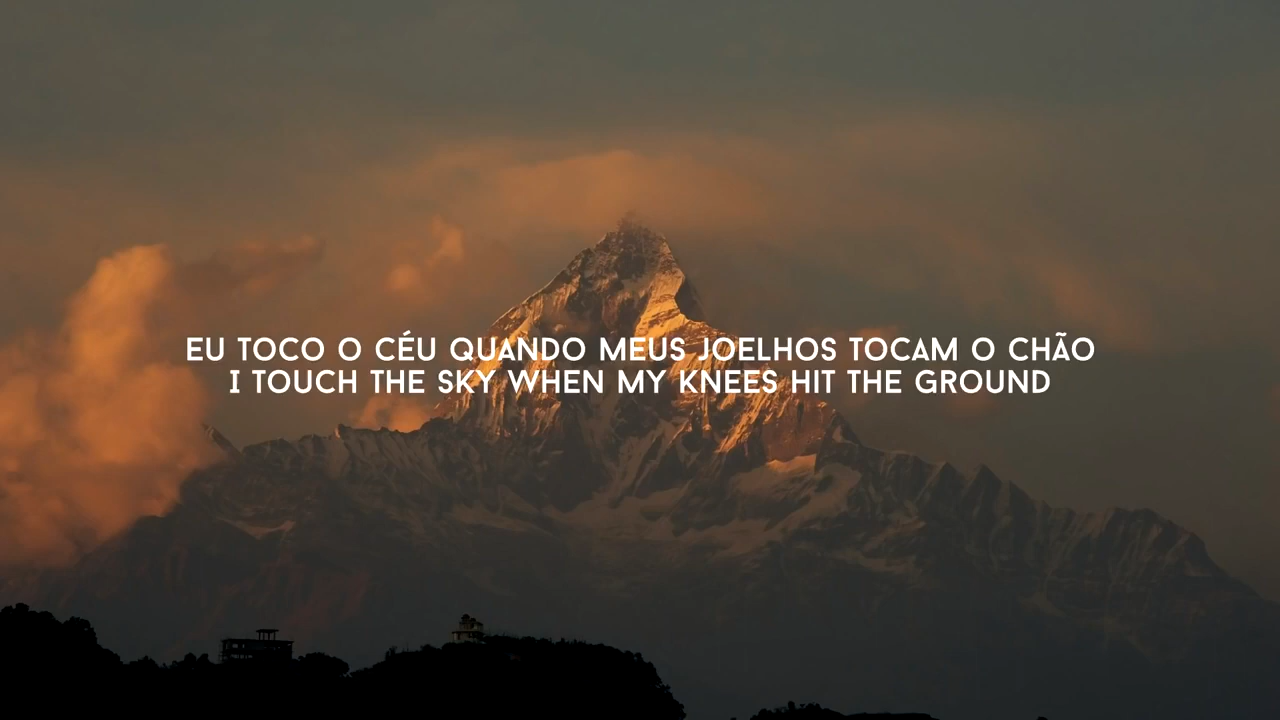 EU TOCO O CÉU QUANDO MEUS JOELHOS TOCAM O CHÃO
I TOUCH THE SKY WHEN MY KNEES HIT THE GROUND